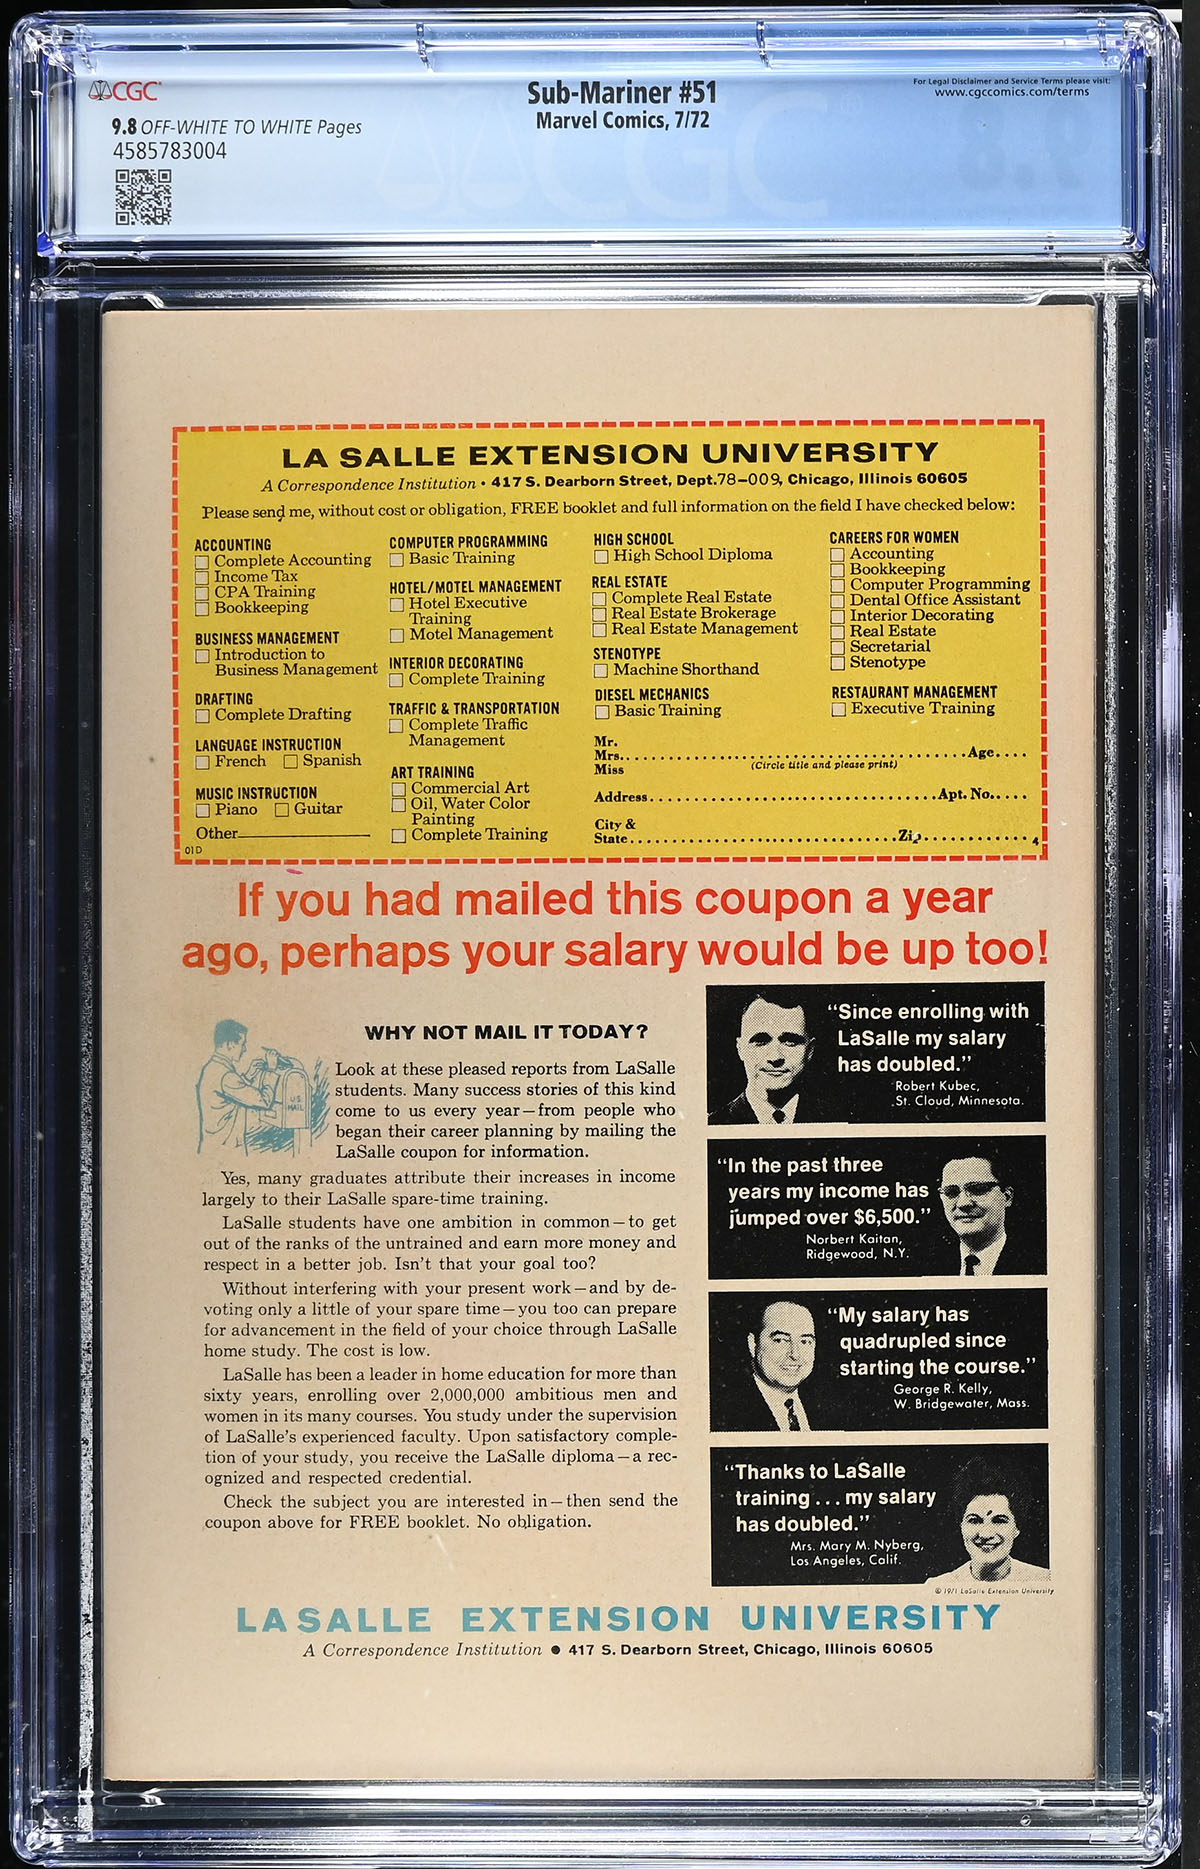 CGC
Sub-Mariner #51
Marvel Comics, 7/72
For Legal Disclaimer and Service Terms please visit:
www.cgccomics.com/terms
9.8 OFF-WHITE TO WHITE Pages
4585783004
CGC
9.8
LA SALLE EXTENSION UNIVERSITY
A Correspondence Institution • 417 S. Dearborn Street, Dept. 78-009, Chicago, Illinois 60605
Please send me, without cost or obligation, FREE booklet and full information on the field I have checked below:
ACCOUNTING
Complete Accounting
Income Tax
CPA Training
Bookkeeping
BUSINESS MANAGEMENT
Introduction to
Business Management
DRAFTING
Complete Drafting
LANGUAGE INSTRUCTION
French Spanish
MUSIC INSTRUCTION
Piano Guitar
Other
01D
COMPUTER PROGRAMMING
Basic Training
HOTEL/MOTEL MANAGEMENT
Hotel Executive
Training
Motel Management
INTERIOR DECORATING
Complete Training
TRAFFIC & TRANSPORTATION
Complete Traffic
Management
ART TRAINING
Commercial Art
Oil, Water Color
Painting
Complete Training
HIGH SCHOOL
High School Diploma
REAL ESTATE
Complete Real Estate
Real Estate Brokerage
Real Estate Management
STENOTYPE
Machine Shorthand
DIESEL MECHANICS
Basic Training
CAREERS FOR WOMEN
Accounting
Bookkeeping
Computer Programming
Dental Office Assistant
Interior Decorating
Real Estate
Secretarial
Stenotype
RESTAURANT MANAGEMENT
Executive Training
Mr.
Mrs. Age
Miss (Circle title and please print)
Address Apt. No.
City &
State Zip 4
If you had mailed this coupon a year
ago, perhaps your salary would be up too!
U.S.
MAIL
WHY NOT MAIL IT TODAY?
Look at these pleased reports from LaSalle
students. Many success stories of this kind
come to us every year—from people who
began their career planning by mailing the
LaSalle coupon for information.
Yes, many graduates attribute their increases in income
largely to their LaSalle spare-time training.
LaSalle students have one ambition in common—to get
out of the ranks of the untrained and earn more money and
respect in a better job. Isn't that your goal too?
Without interfering with your present work—and by de-
voting only a little of your spare time—you too can prepare
for advancement in the field of your choice through LaSalle
home study. The cost is low.
LaSalle has been a leader in home education for more than
sixty years, enrolling over 2,000,000 ambitious men and
women in its many courses. You study under the supervision
of LaSalle's experienced faculty. Upon satisfactory comple-
tion of your study, you receive the LaSalle diploma—a rec-
ognized and respected credential.
Check the subject you are interested in—then send the
coupon above for FREE booklet. No obligation.
"Since enrolling with
LaSalle my salary
has doubled."
Robert Kubec,
St. Cloud, Minnesota.
"In the past three
years my income has
jumped over $6,500."
Norbert Kaitan,
Ridgewood, N.Y.
"My salary has
quadrupled since
starting the course."
George R. Kelly,
W. Bridgewater, Mass.
"Thanks to LaSalle
training . . . my salary
has doubled."
Mrs. Mary M. Nyberg,
Los Angeles, Calif.
© 1971 LaSalle Extension University
LASALLE EXTENSION UNIVERSITY
A Correspondence Institution • 417 S. Dearborn Street, Chicago, Illinois 60605